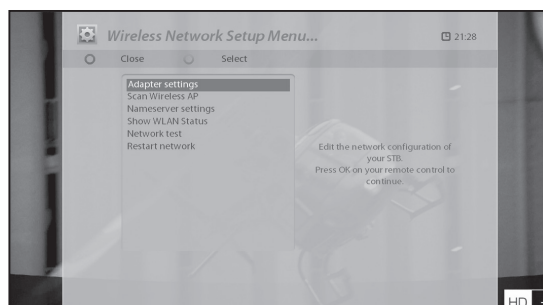 Wireless Network Setup Menu...
21:28
Close Select
Adapter settings
Scan Wireless AP
Nameserver settings
Show WLAN Status
Network test
Restart network
Edit the network configuration of
your STB.
Press OK on your remote control to
continue.
HD